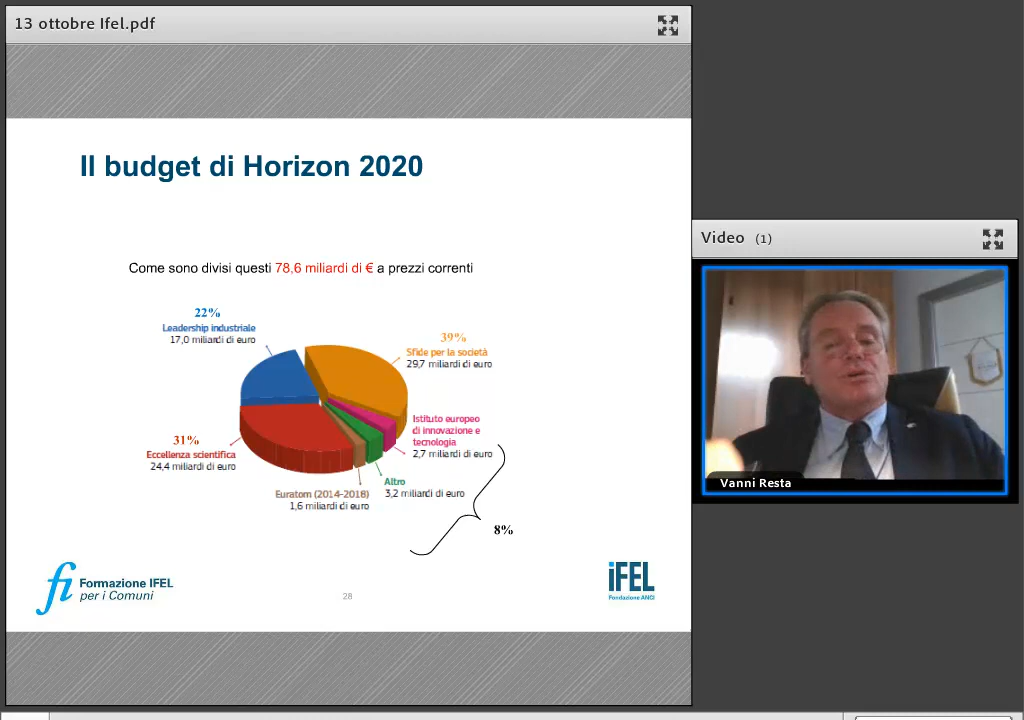 13 ottobre Ifel.pdf
Il budget di Horizon 2020
Come sono divisi questi 78,6 miliardi di € a prezzi correnti
22%
Leadership industriale
17,0 miliardi di euro
39%
Sfide per la società
29,7 miliardi di euro
Istituto europeo
di innovazione e
tecnologia
2,7 miliardi di euro
31%
Eccellenza scientifica
24,4 miliardi di euro
Altro
3,2 miliardi di euro
Euratom (2014-2018)
1,6 miliardi di euro
8%
fi Formazione IFEL
per i Comuni
28
iFEL
Fondazione ANCI
Video (1)
Vanni Resta